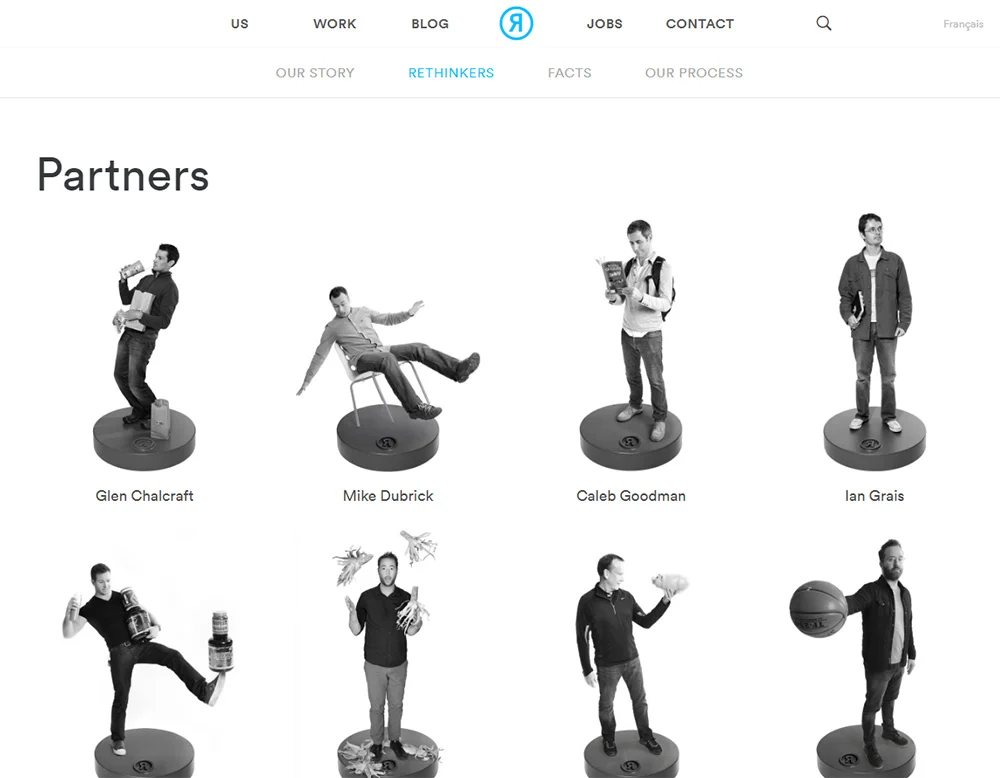 US WORK BLOG JOBS CONTACT Français
OUR STORY RETHINKERS FACTS OUR PROCESS
Partners
Glen Chalcraft Mike Dubrick Caleb Goodman Ian Grais